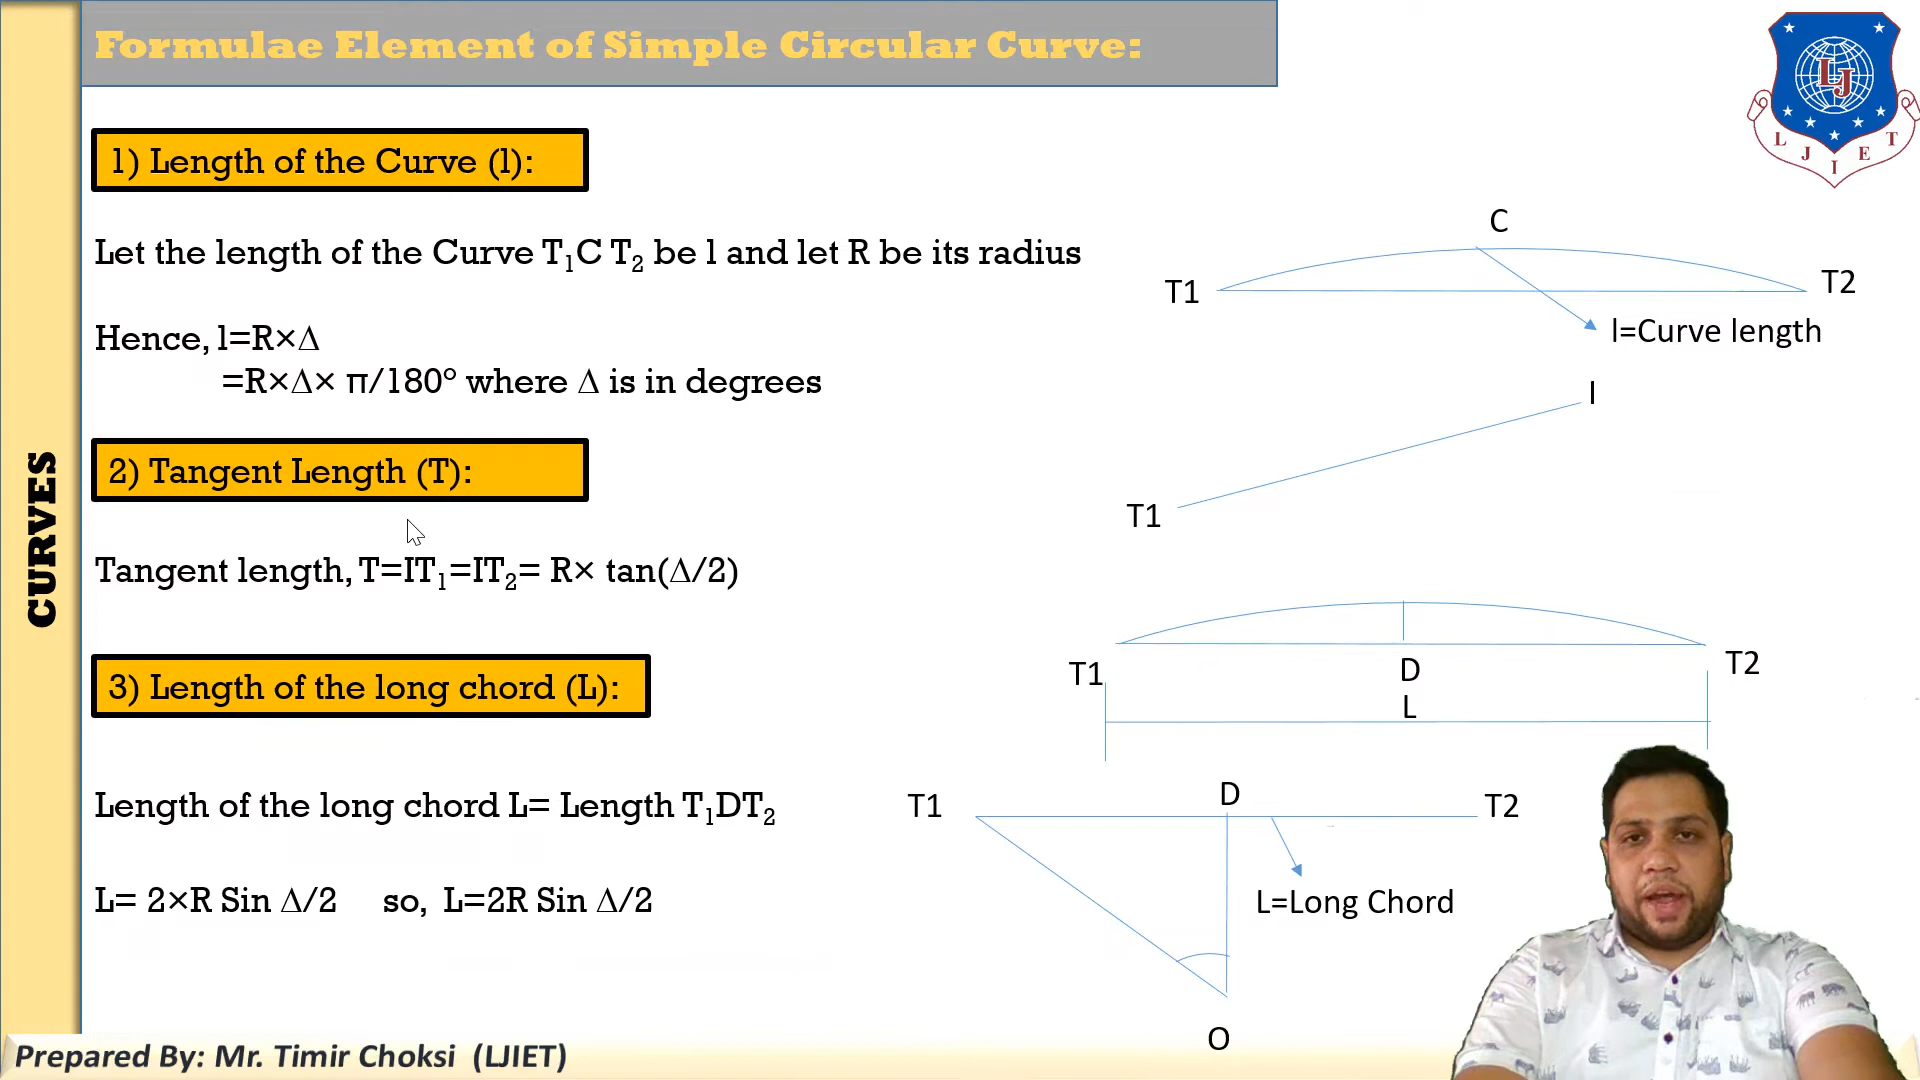 Formulae Element of Simple Circular Curve:
LJ
L J I E T
1) Length of the Curve (l):
Let the length of the Curve T₁C T₂ be l and let R be its radius
Hence, l=R×Δ
=R×Δ× π/180° where Δ is in degrees
C
T1
T2
l=Curve length
2) Tangent Length (T):
Tangent length, T=IT₁=IT₂= R× tan(Δ/2)
I
T1
3) Length of the long chord (L):
T1
D
T2
L
Length of the long chord L= Length T₁DT₂
L= 2×R Sin Δ/2 so, L=2R Sin Δ/2
T1
D
T2
L=Long Chord
O
CURVES
Prepared By: Mr. Timir Choksi (LJIET)